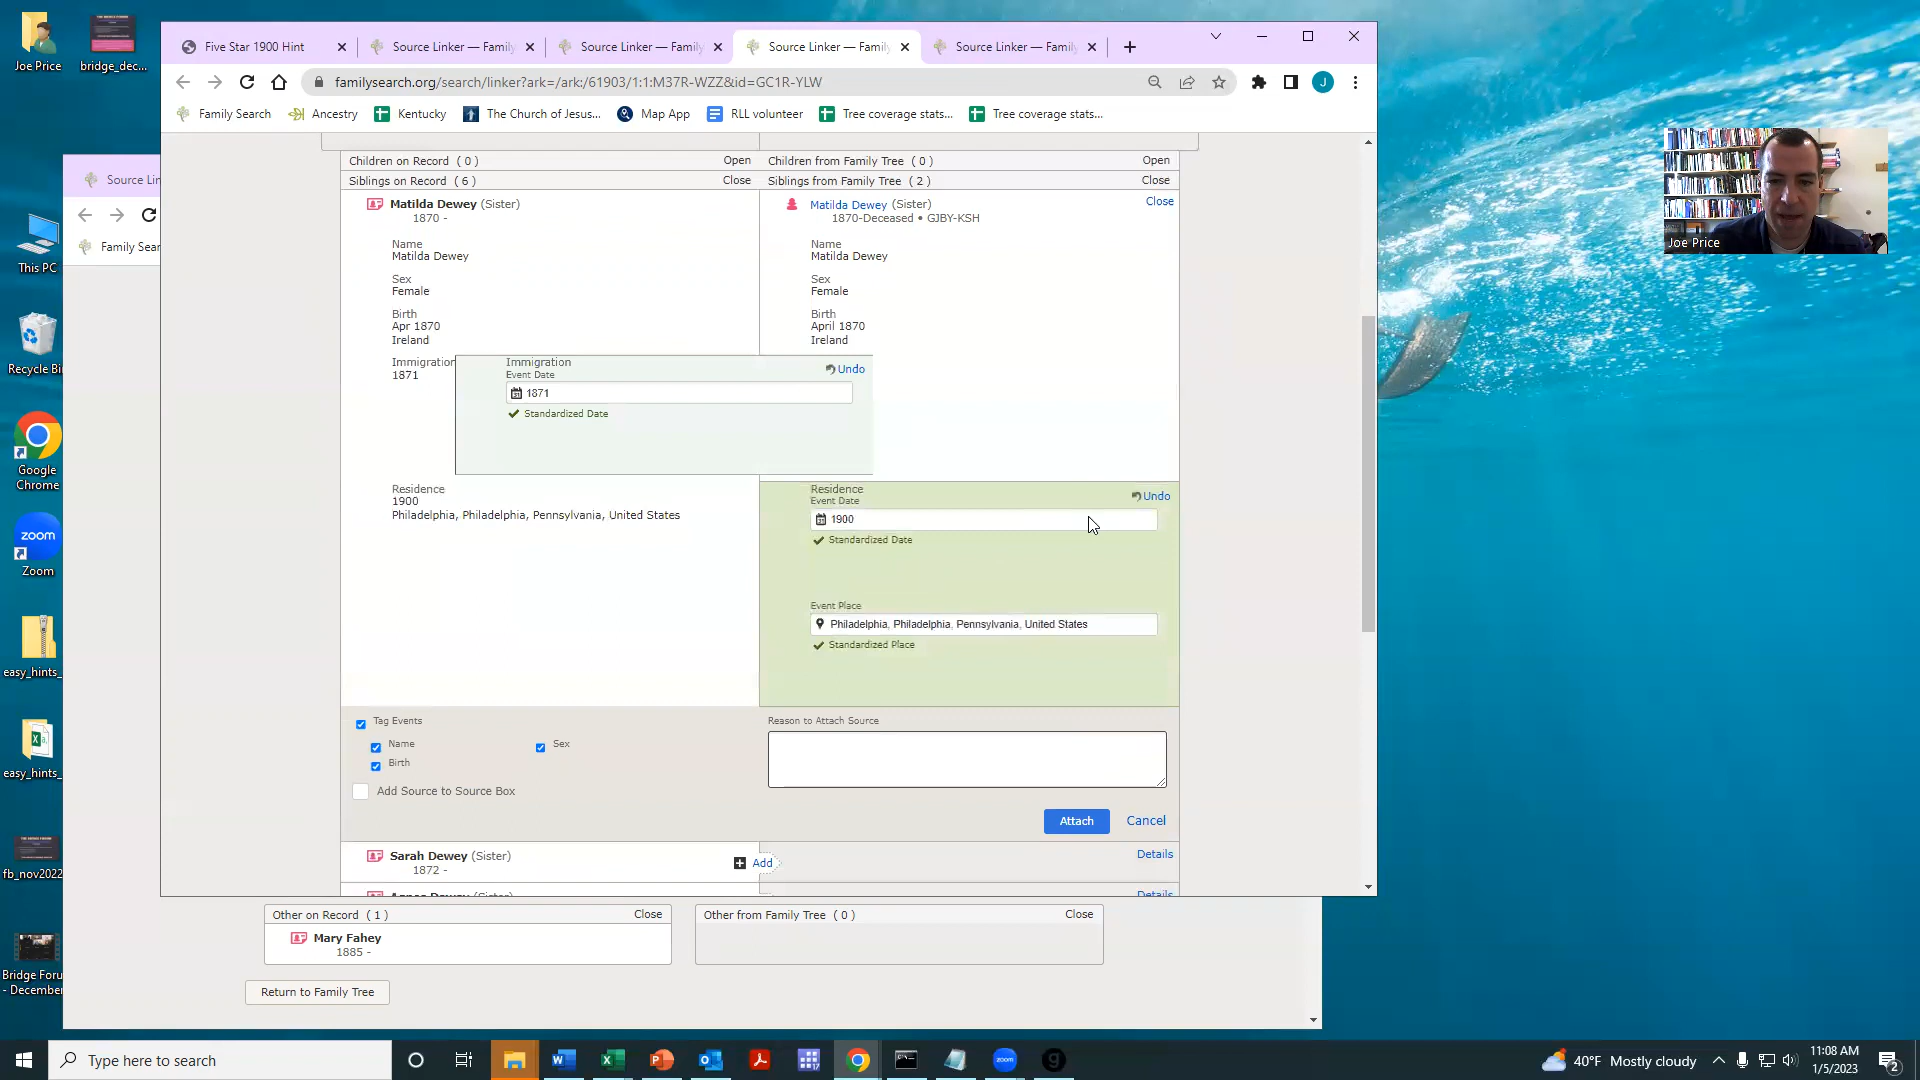 Joe Price
bridge_dec...
This PC
Recycle Bi
Google
Chrome
zoom
Zoom
easy_hints_
easy_hints_
fb_nov2022
Bridge Foru
- December
Source Lin
Family Sear
Five Star 1900 Hint
Source Linker — Family
Source Linker — Family
Source Linker — Family
Source Linker — Family
familysearch.org/search/linker?ark=/ark:/61903/1:1:M37R-WZZ&id=GC1R-YLW
J
Family Search
Ancestry
Kentucky
The Church of Jesus...
Map App
RLL volunteer
Tree coverage stats...
Tree coverage stats...
Children on Record ( 0 )
Open
Children from Family Tree ( 0 )
Open
Siblings on Record ( 6 )
Close
Siblings from Family Tree ( 2 )
Close
Matilda Dewey (Sister)
1870 -
Matilda Dewey (Sister)
1870-Deceased • GJBY-KSH
Close
Name
Matilda Dewey
Name
Matilda Dewey
Sex
Female
Sex
Female
Birth
Apr 1870
Ireland
Birth
April 1870
Ireland
Immigration
1871
Immigration
Event Date
Undo
1871
Standardized Date
Residence
1900
Philadelphia, Philadelphia, Pennsylvania, United States
Residence
Event Date
Undo
1900
Standardized Date
Event Place
Philadelphia, Philadelphia, Pennsylvania, United States
Standardized Place
Tag Events
Name
Sex
Birth
Add Source to Source Box
Reason to Attach Source
Attach
Cancel
Sarah Dewey (Sister)
1872 -
Add
Details
Agnes Dewey (Sister)
Details
Other on Record ( 1 )
Close
Other from Family Tree ( 0 )
Close
Mary Fahey
1885 -
Return to Family Tree
Joe Price
Type here to search
40°F Mostly cloudy
11:08 AM
1/5/2023
2